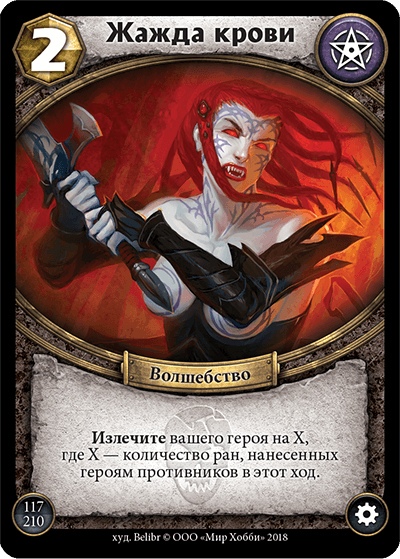 2
Жажда крови
Волшебство
Излечите вашего героя на X,
где X — количество ран, нанесенных
героям противников в этот ход.
117
210
худ. Belibr © ООО «Мир Хобби» 2018